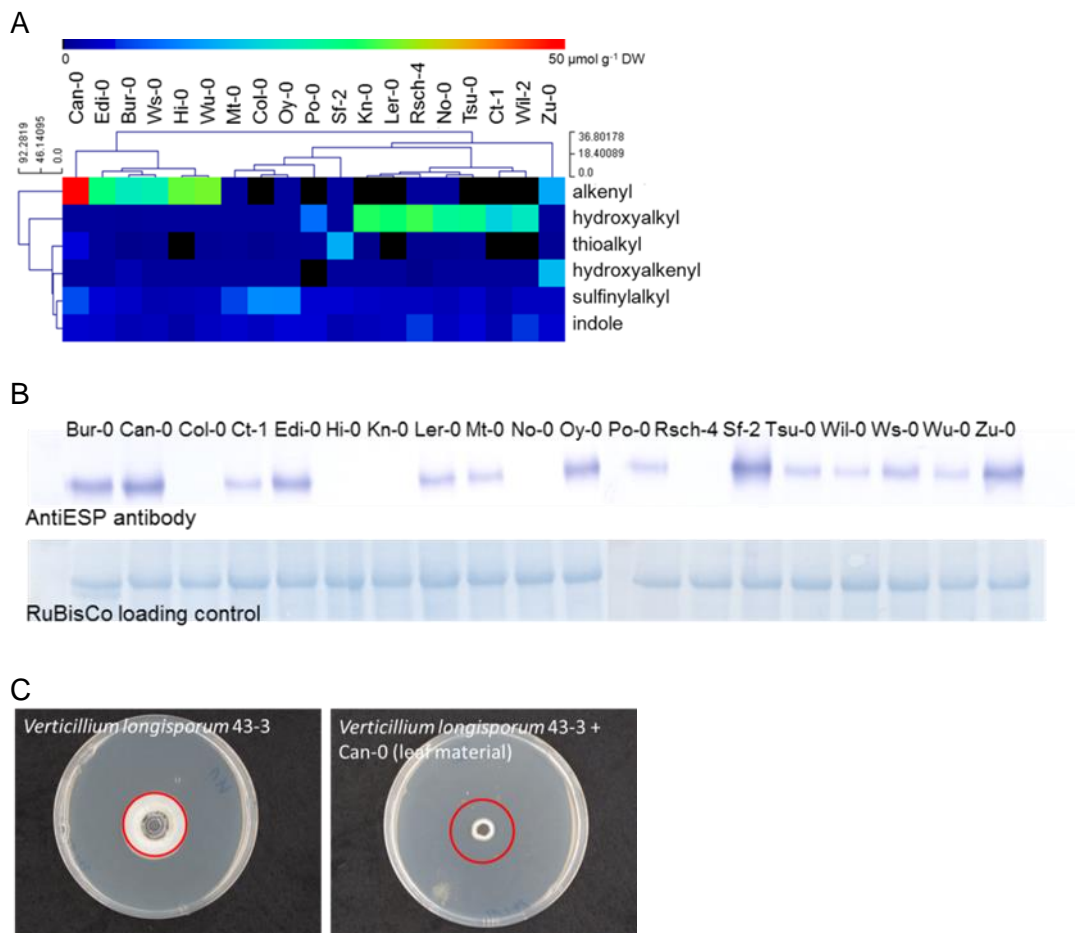 A
0
50 μmol g⁻¹ DW
Can-0 Edi-0 Bur-0 Ws-0 Hi-0 Wu-0 Mt-0 Col-0 Oy-0 Po-0 Sf-2 Kn-0 Ler-0 Rsch-4 No-0 Tsu-0 Ct-1 Wil-2 Zu-0
92.2819
46.14095
0.0
36.80178
18.40089
0.0
alkenyl
hydroxyalkyl
thioalkyl
hydroxyalkenyl
sulfinylalkyl
indole
B
Bur-0 Can-0 Col-0 Ct-1 Edi-0 Hi-0 Kn-0 Ler-0 Mt-0 No-0 Oy-0 Po-0 Rsch-4 Sf-2 Tsu-0 Wil-0 Ws-0 Wu-0 Zu-0
AntiESP antibody
RuBisCo loading control
C
Verticillium longisporum 43-3
Verticillium longisporum 43-3 +
Can-0 (leaf material)